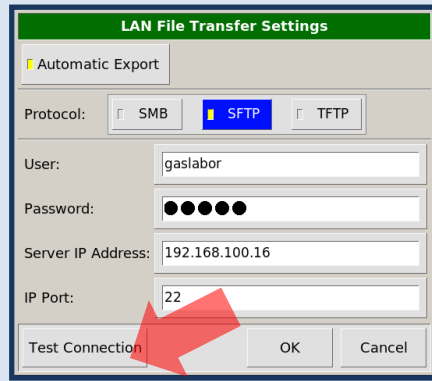 LAN File Transfer Settings
Automatic Export
Protocol: SMB SFTP TFTP
User: gaslabor
Password: ●●●●●
Server IP Address: 192.168.100.16
IP Port: 22
Test Connection OK Cancel